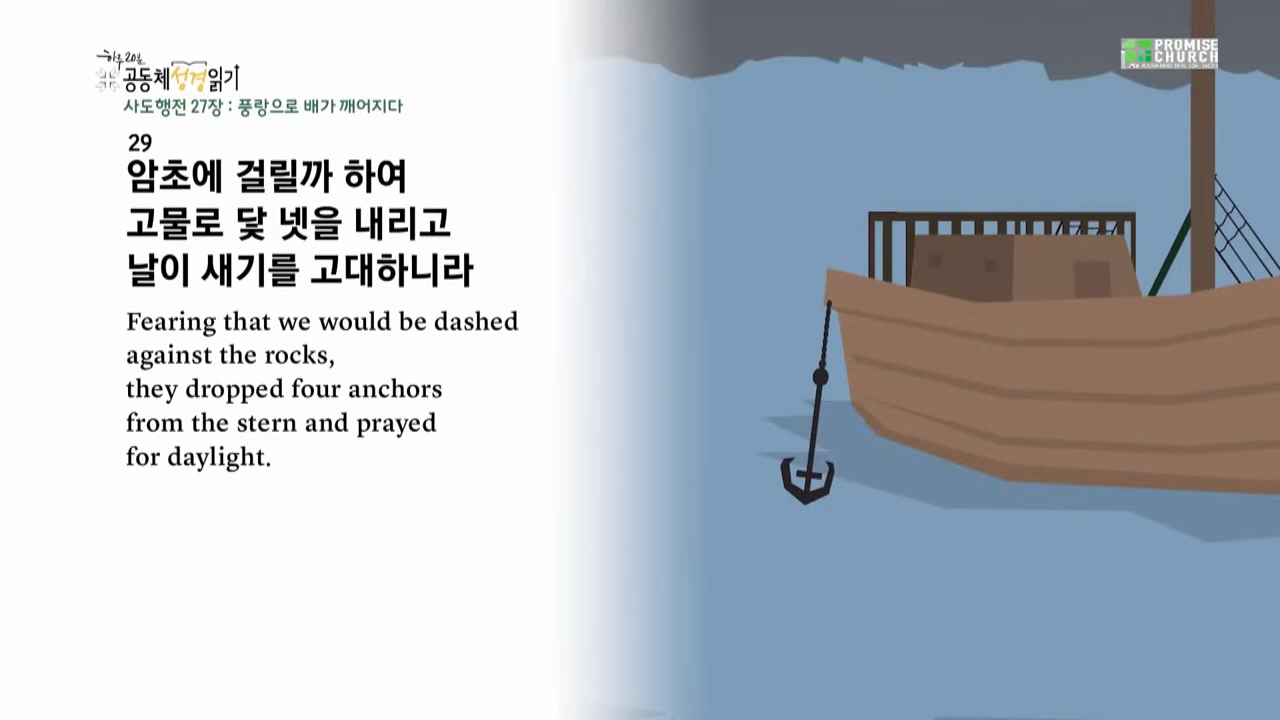 하루 20분
공동체성경읽기
PROMISE
CHURCH
사도행전 27장 : 풍랑으로 배가 깨어지다
29
암초에 걸릴까 하여
고물로 닻 넷을 내리고
날이 새기를 고대하니라
Fearing that we would be dashed
against the rocks,
they dropped four anchors
from the stern and prayed
for daylight.